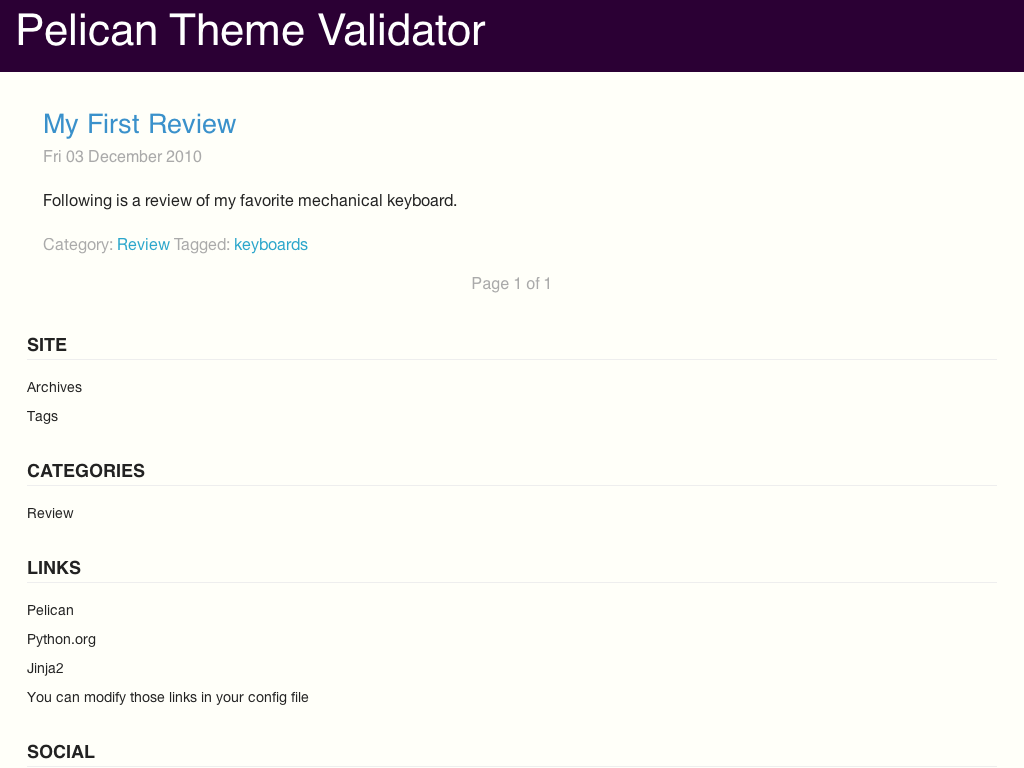 Pelican Theme Validator
My First Review
Fri 03 December 2010
Following is a review of my favorite mechanical keyboard.
Category: Review Tagged: keyboards
Page 1 of 1
SITE
Archives
Tags
CATEGORIES
Review
LINKS
Pelican
Python.org
Jinja2
You can modify those links in your config file
SOCIAL